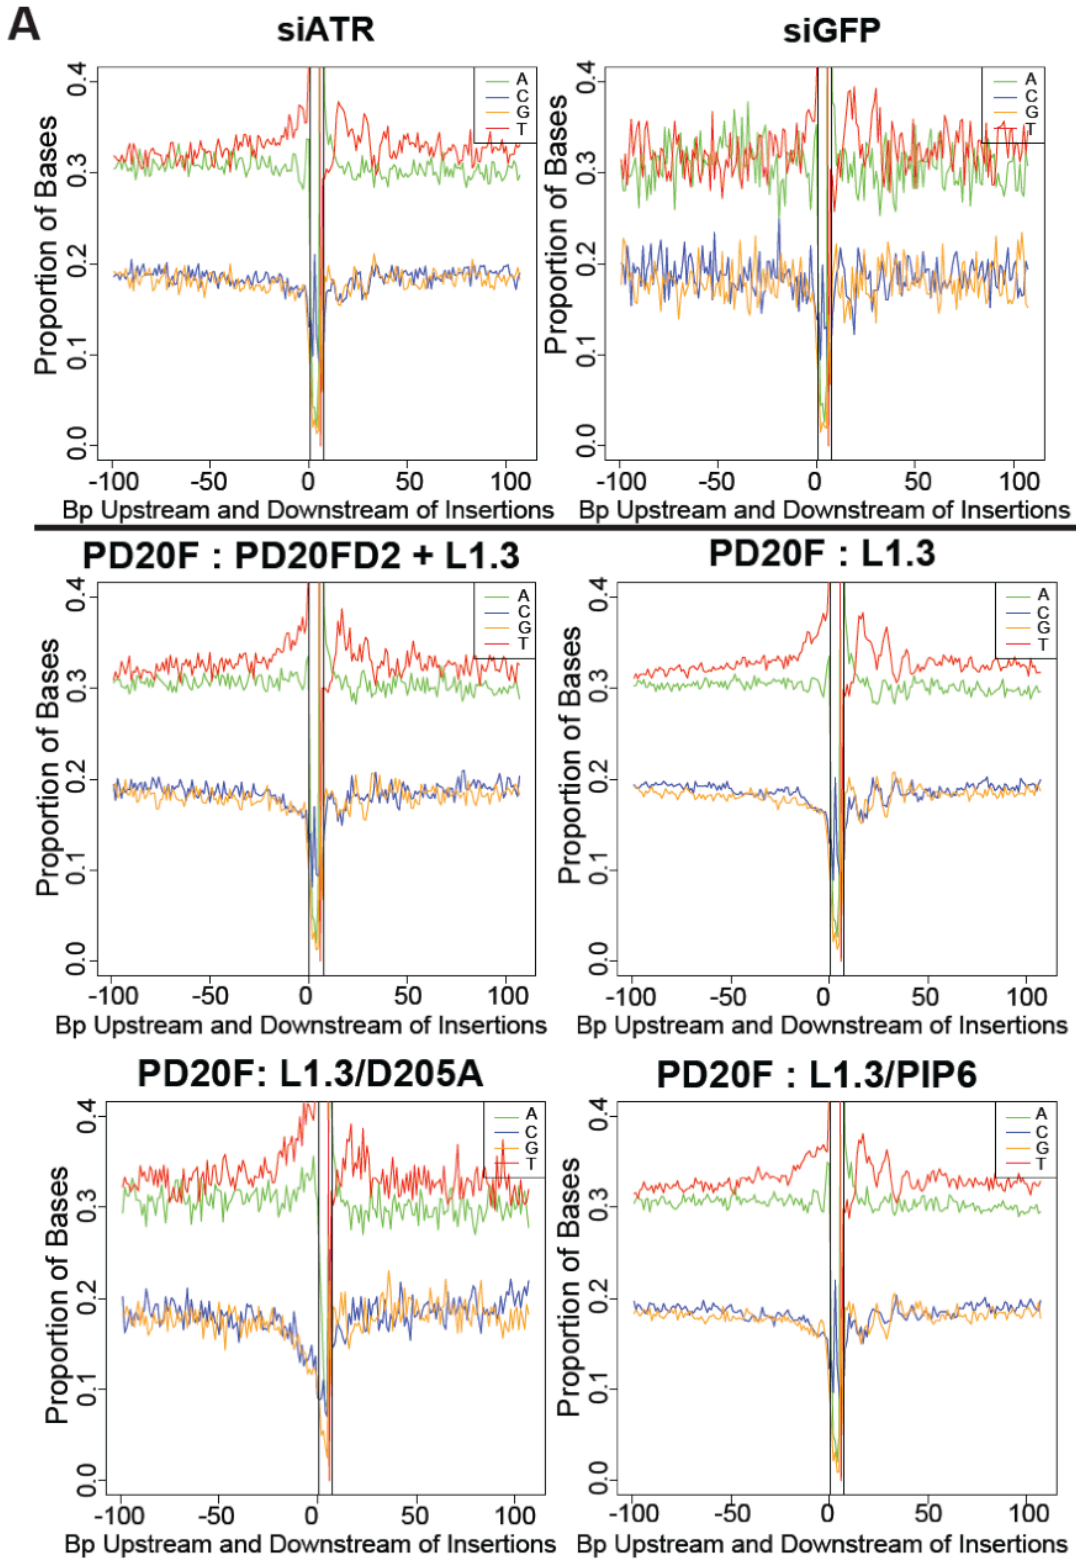 A
siATR
siGFP
Proportion of Bases
0.4
0.3
0.2
0.1
0.0
A
C
G
T
-100 -50 0 50 100
Bp Upstream and Downstream of Insertions
Proportion of Bases
0.4
0.3
0.2
0.1
0.0
A
C
G
T
-100 -50 0 50 100
Bp Upstream and Downstream of Insertions
PD20F : PD20FD2 + L1.3
PD20F : L1.3
Proportion of Bases
0.4
0.3
0.2
0.1
0.0
A
C
G
T
-100 -50 0 50 100
Bp Upstream and Downstream of Insertions
Proportion of Bases
0.4
0.3
0.2
0.1
0.0
A
C
G
T
-100 -50 0 50 100
Bp Upstream and Downstream of Insertions
PD20F: L1.3/D205A
PD20F : L1.3/PIP6
Proportion of Bases
0.4
0.3
0.2
0.1
0.0
A
C
G
T
-100 -50 0 50 100
Bp Upstream and Downstream of Insertions
Proportion of Bases
0.4
0.3
0.2
0.1
0.0
A
C
G
T
-100 -50 0 50 100
Bp Upstream and Downstream of Insertions